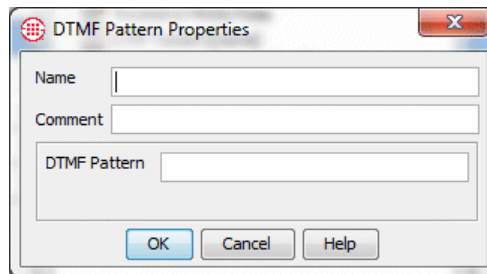 DTMF Pattern Properties
Name
Comment
DTMF Pattern
OK Cancel Help